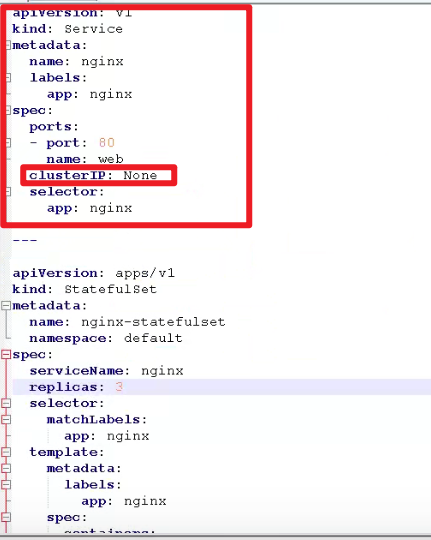 apiVersion: v1
kind: Service
metadata:
  name: nginx
  labels:
    app: nginx
spec:
  ports:
  - port: 80
    name: web
  clusterIP: None
  selector:
    app: nginx
---
apiVersion: apps/v1
kind: StatefulSet
metadata:
  name: nginx-statefulset
  namespace: default
spec:
  serviceName: nginx
  replicas: 3
  selector:
    matchLabels:
      app: nginx
  template:
    metadata:
      labels:
        app: nginx
    spec:
      containers: